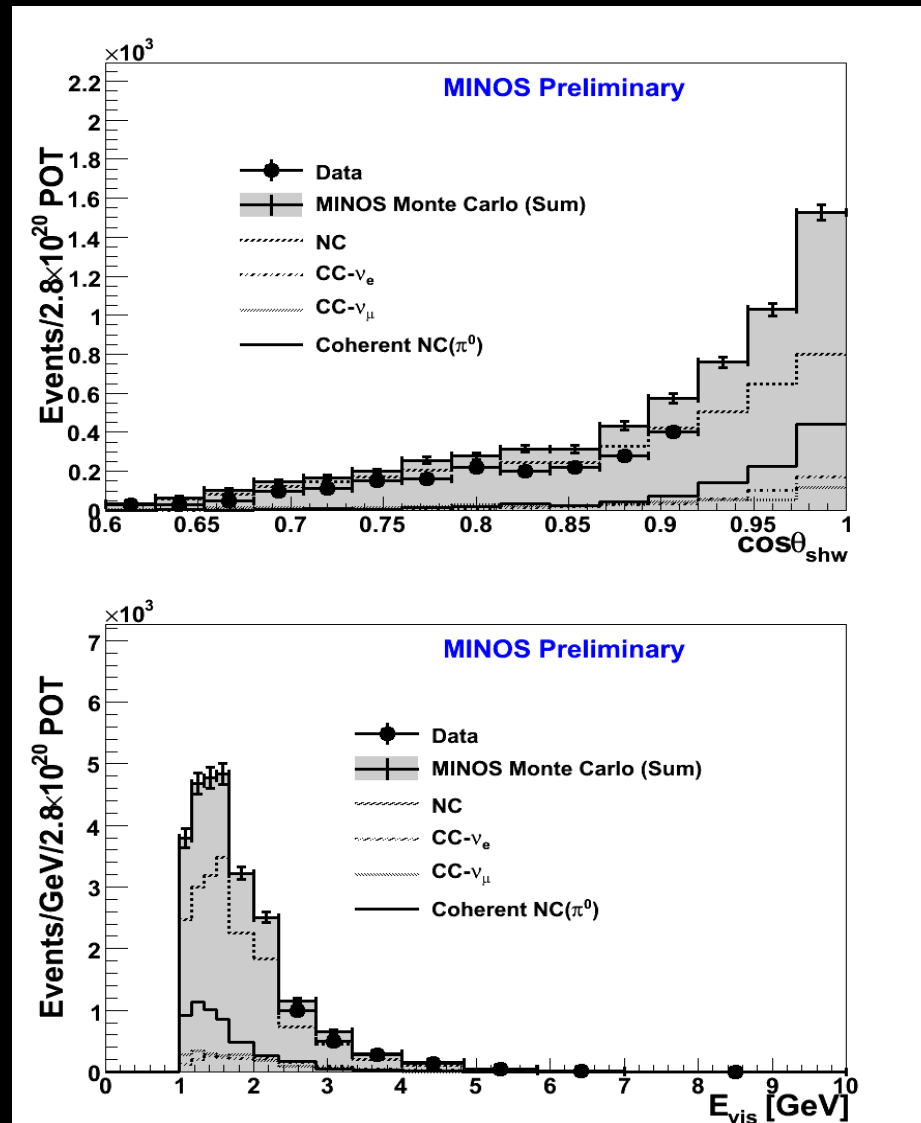 ×10³
MINOS Preliminary
Events/2.8×10²⁰ POT
2.2
2
1.8
1.6
1.4
1.2
1
0.8
0.6
0.4
0.2
0
Data
MINOS Monte Carlo (Sum)
NC
CC-νₑ
CC-ν_μ
Coherent NC(π⁰)
0.6 0.65 0.7 0.75 0.8 0.85 0.9 0.95 1
cosθ_shw
×10³
MINOS Preliminary
Events/GeV/2.8×10²⁰ POT
7
6
5
4
3
2
1
0
Data
MINOS Monte Carlo (Sum)
NC
CC-νₑ
CC-ν_μ
Coherent NC(π⁰)
0 1 2 3 4 5 6 7 8 9 10
E_vis [GeV]